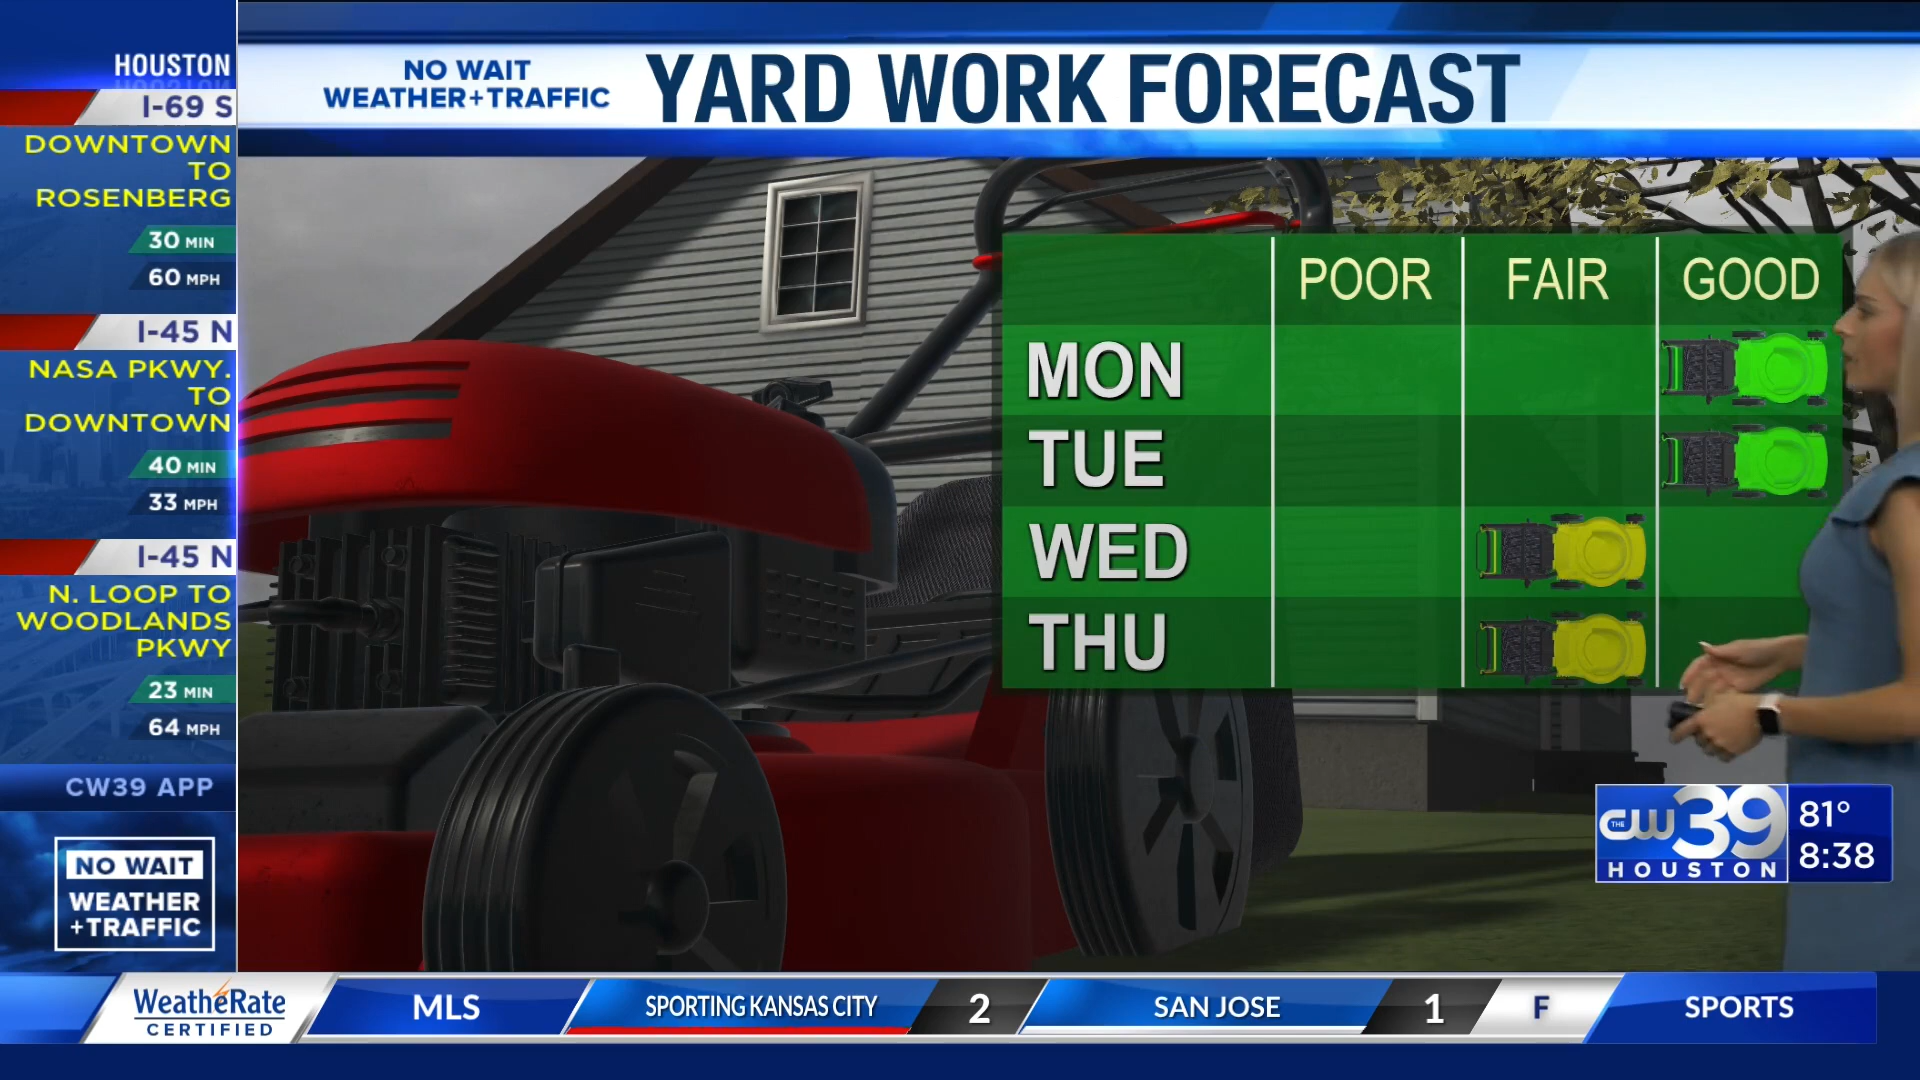 HOUSTON
I-69 S
DOWNTOWN
TO
ROSENBERG
30 MIN
60 MPH
I-45 N
NASA PKWY.
TO
DOWNTOWN
40 MIN
33 MPH
I-45 N
N. LOOP TO
WOODLANDS
PKWY
23 MIN
64 MPH
CW39 APP
NO WAIT
WEATHER
+TRAFFIC
NO WAIT
WEATHER+TRAFFIC
YARD WORK FORECAST
POOR FAIR GOOD
MON
TUE
WED
THU
THE CW39
HOUSTON
81°
8:38
WeatheRate
CERTIFIED
MLS SPORTING KANSAS CITY 2 SAN JOSE 1 F SPORTS